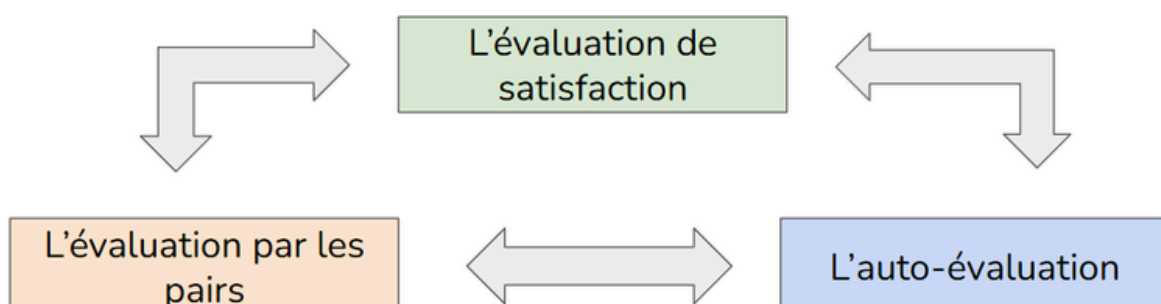 L’évaluation de
satisfaction
L’évaluation par les
pairs
L’auto-évaluation